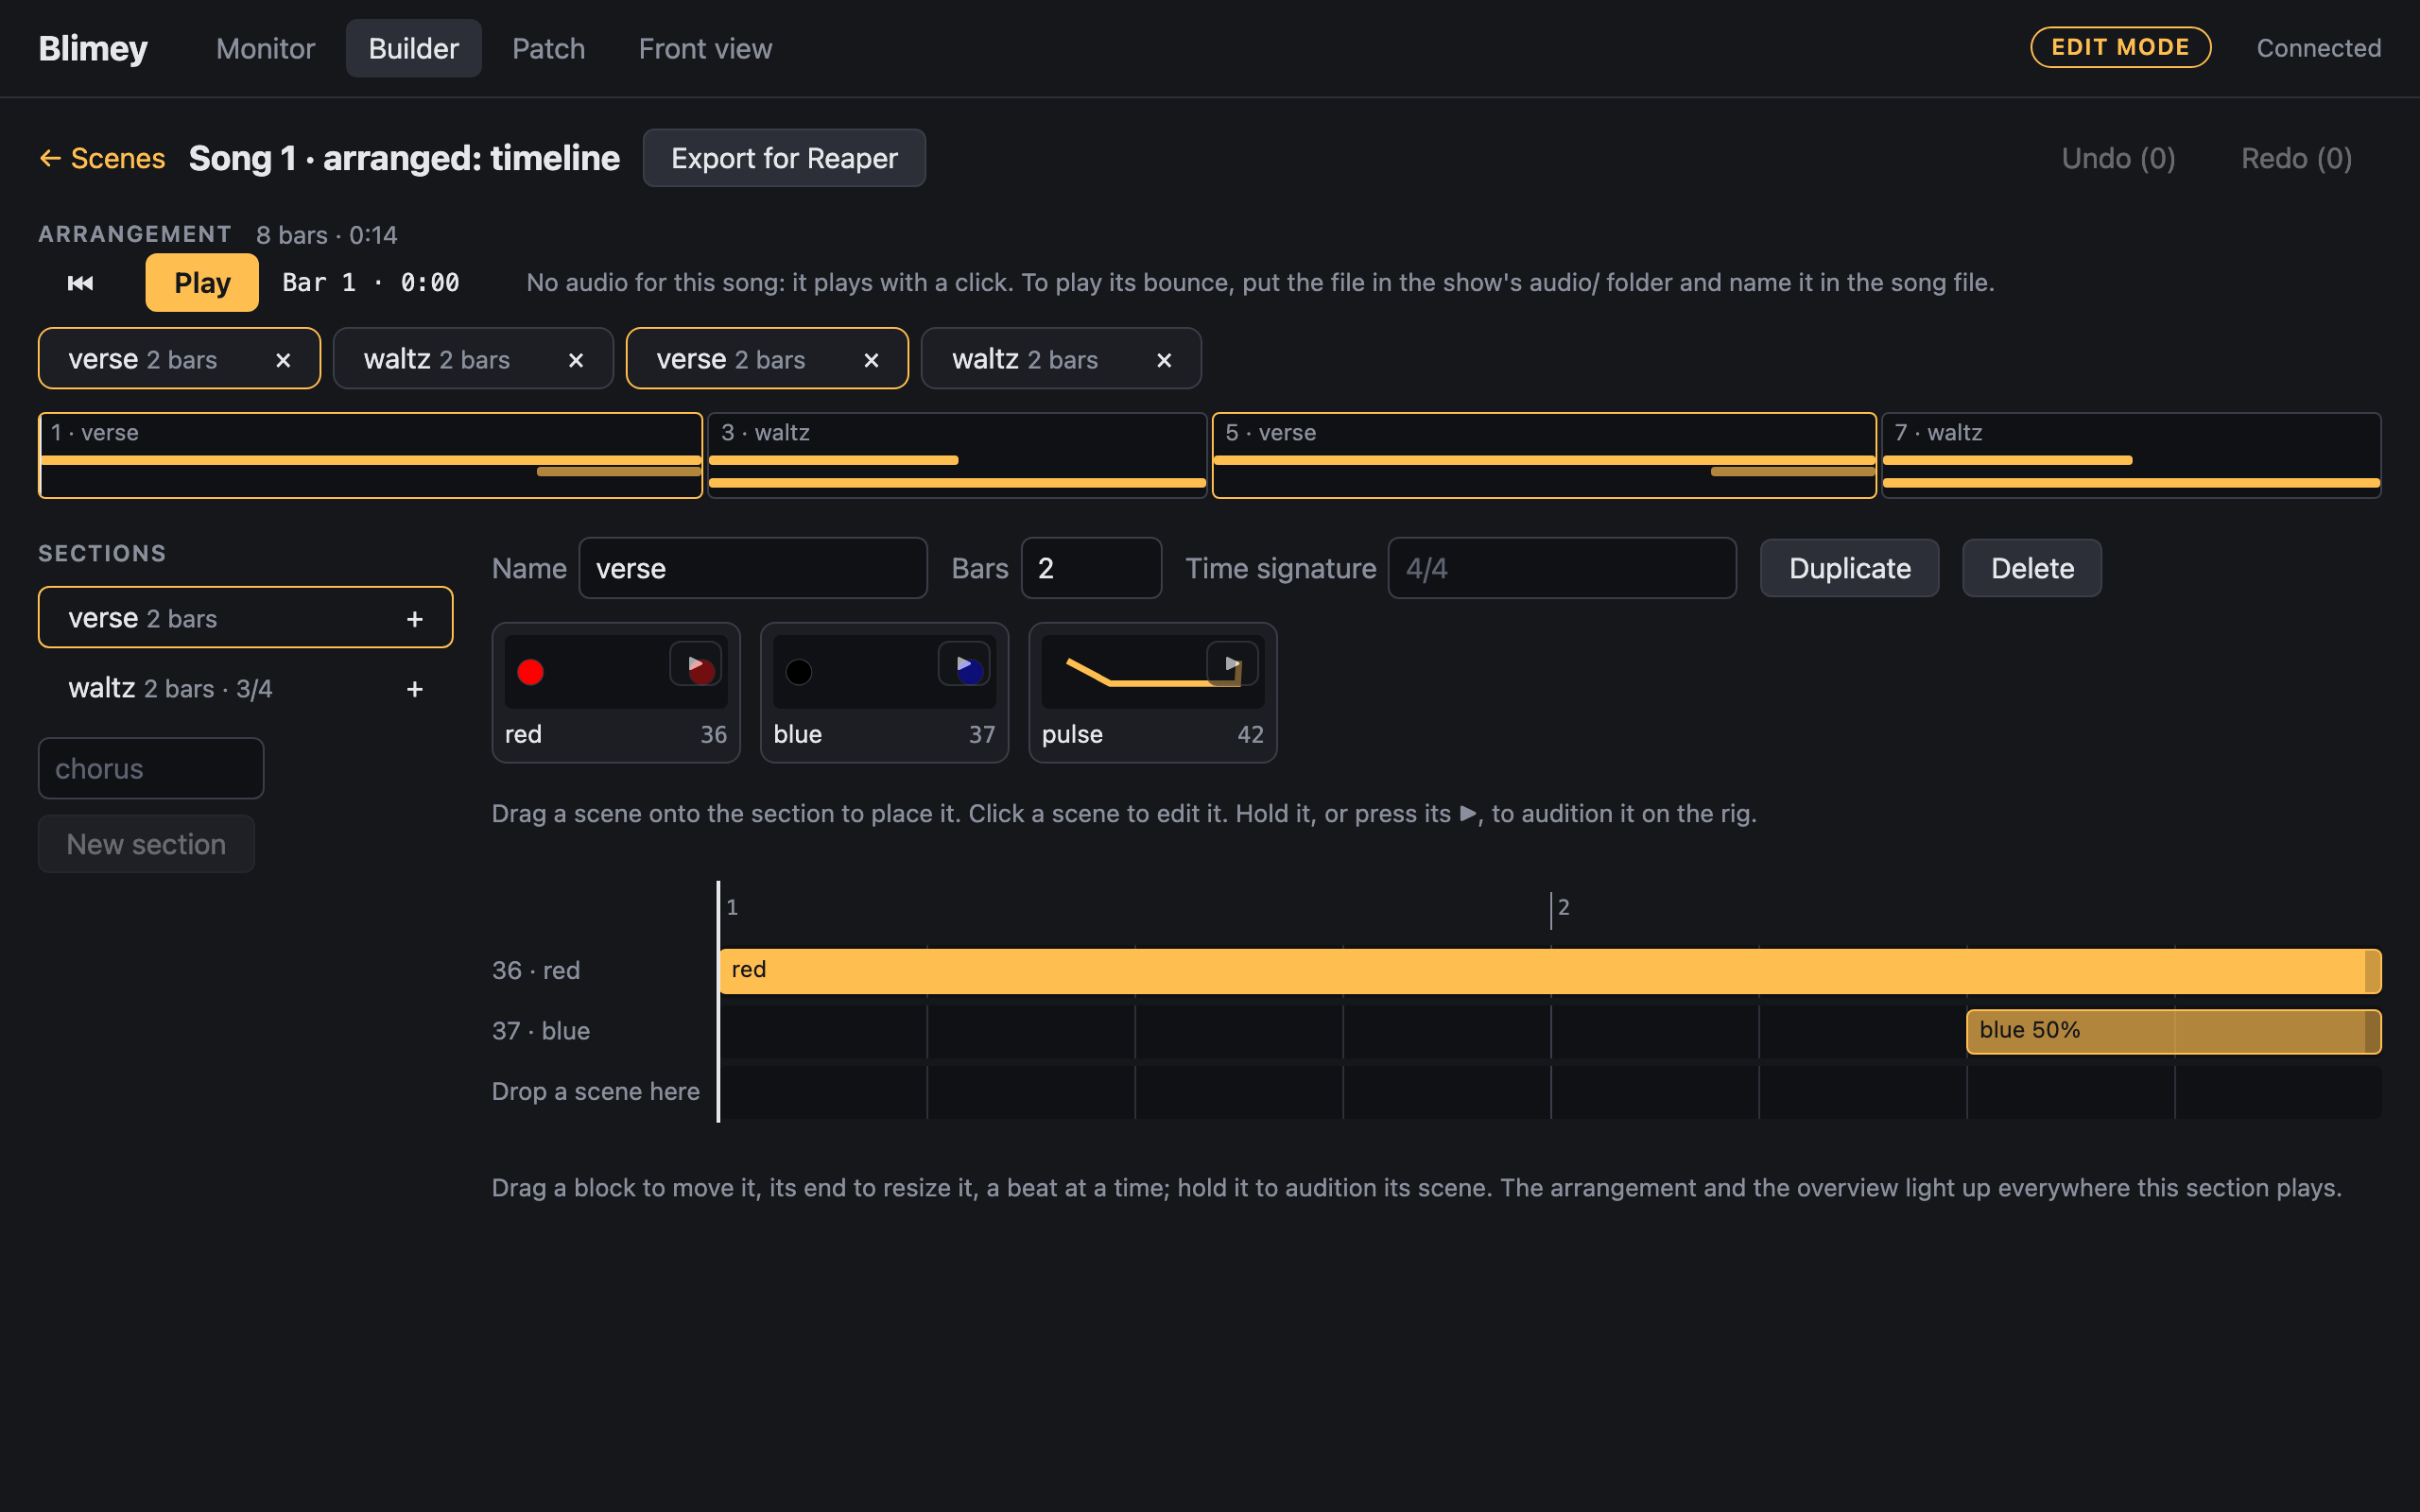 Blimey Monitor Builder Patch Front view EDIT MODE Connected
← Scenes Song 1 · arranged: timeline Export for Reaper Undo (0) Redo (0)
ARRANGEMENT 8 bars · 0:14
⏮ Play Bar 1 · 0:00 No audio for this song: it plays with a click. To play its bounce, put the file in the show's audio/ folder and name it in the song file.
verse 2 bars × waltz 2 bars × verse 2 bars × waltz 2 bars ×
1 · verse 3 · waltz 5 · verse 7 · waltz
SECTIONS
verse 2 bars +
waltz 2 bars · 3/4 +
chorus
New section
Name verse Bars 2 Time signature 4/4 Duplicate Delete
red 36 blue 37 pulse 42
Drag a scene onto the section to place it. Click a scene to edit it. Hold it, or press its ▶, to audition it on the rig.
1 2
36 · red red
37 · blue blue 50%
Drop a scene here
Drag a block to move it, its end to resize it, a beat at a time; hold it to audition its scene. The arrangement and the overview light up everywhere this section plays.